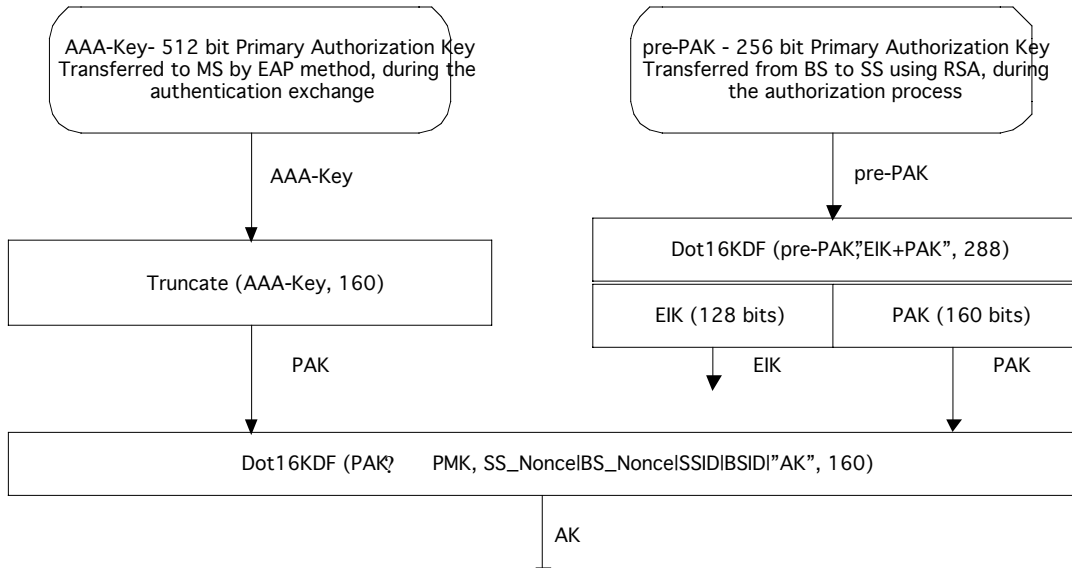 AAA-Key- 512 bit Primary Authorization Key
Transferred to MS by EAP method, during the
authentication exchange
pre-PAK - 256 bit Primary Authorization Key
Transferred from BS to SS using RSA, during
the authorization process
AAA-Key
pre-PAK
Truncate (AAA-Key, 160)
Dot16KDF (pre-PAK,"EIK+PAK", 288)
EIK (128 bits)
PAK (160 bits)
PAK
EIK
PAK
Dot16KDF (PAK? PMK, SS_Nonce|BS_Nonce|SSID|BSID|"AK", 160)
AK